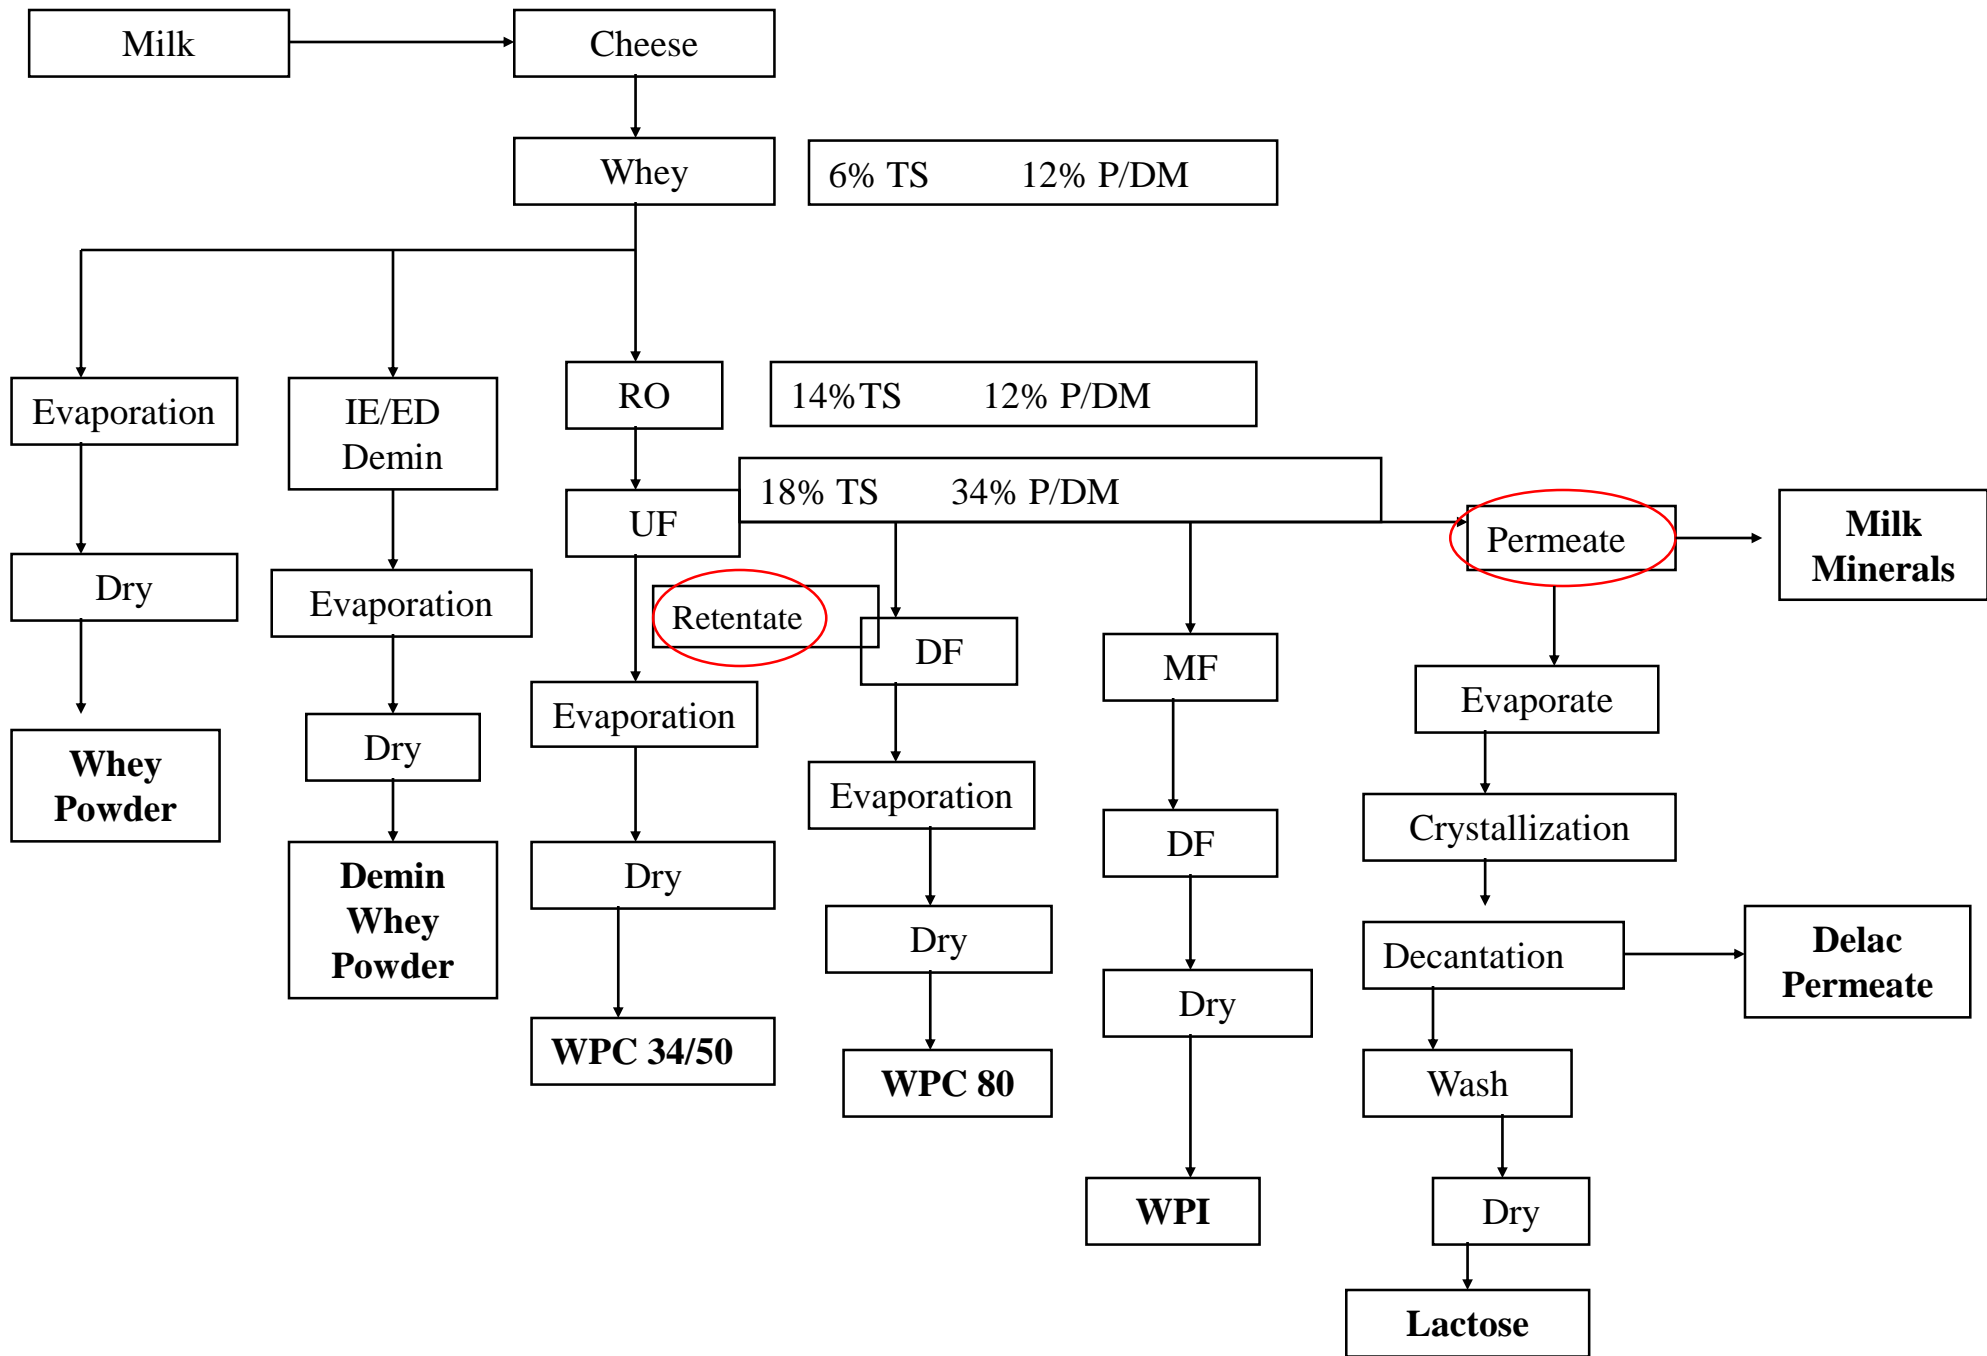 Milk
Cheese
Whey
6% TS 12% P/DM
Evaporation
IE/ED
Demin
RO
14%TS 12% P/DM
UF
18% TS 34% P/DM
Permeate
Milk
Minerals
Dry
Evaporation
Retentate
DF
MF
Evaporate
Whey
Powder
Dry
Evaporation
Evaporation
DF
Crystallization
Demin
Whey
Powder
Dry
Dry
Dry
Decantation
Delac
Permeate
WPC 34/50
WPC 80
Wash
WPI
Dry
Lactose